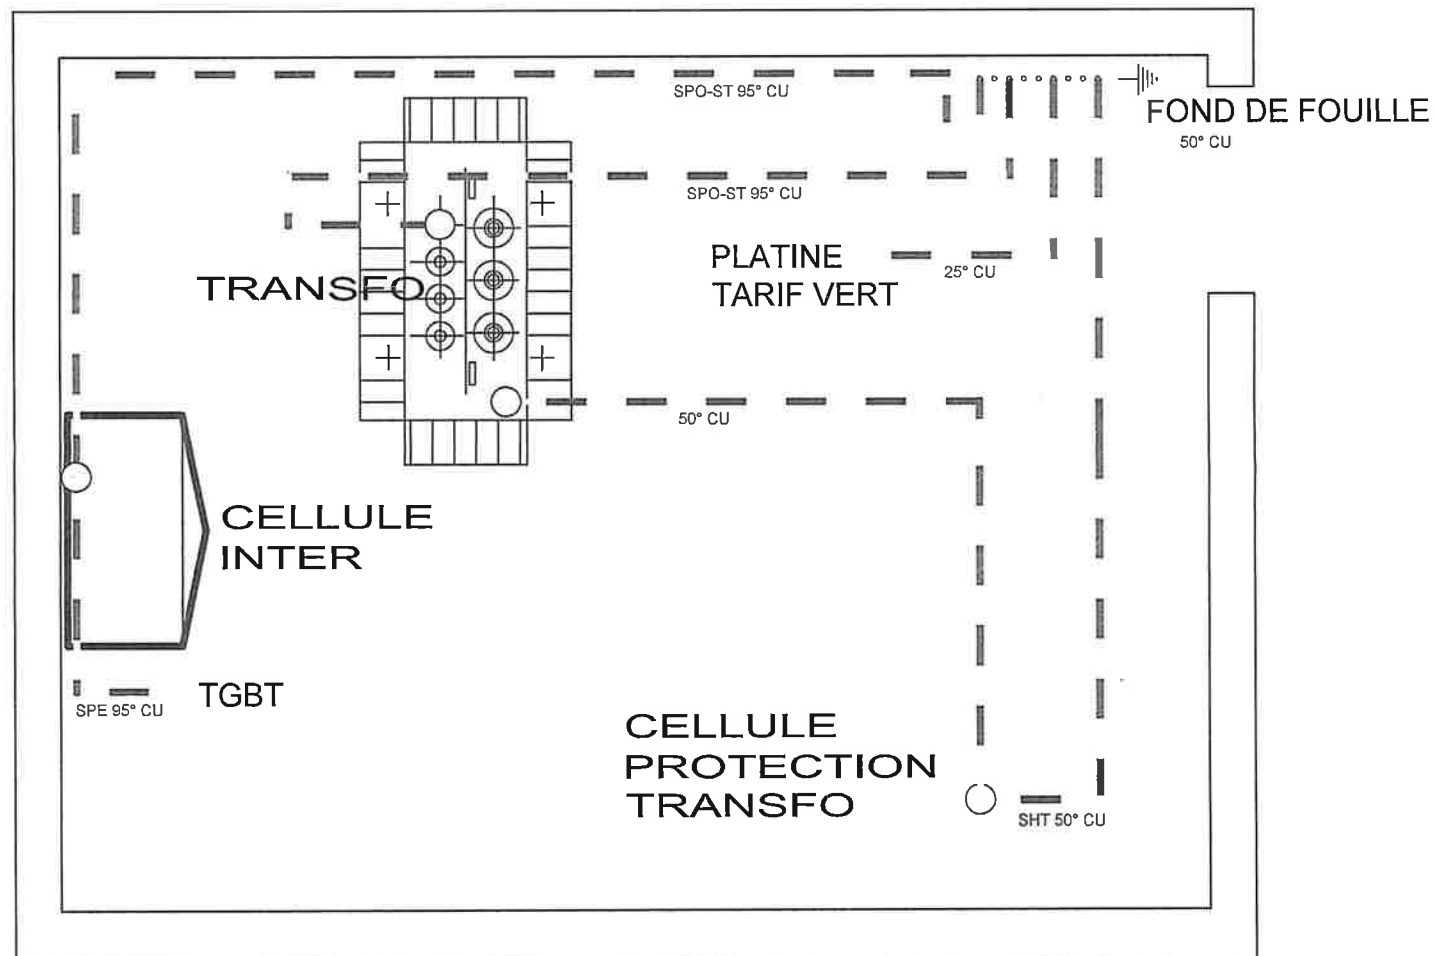 SPO-ST 95° CU
FOND DE FOUILLE
50° CU
SPO-ST 95° CU
PLATINE
TARIF VERT
25° CU
TRANSFO
50° CU
CELLULE
INTER
TGBT
SPE 95° CU
CELLULE
PROTECTION
TRANSFO
SHT 50° CU